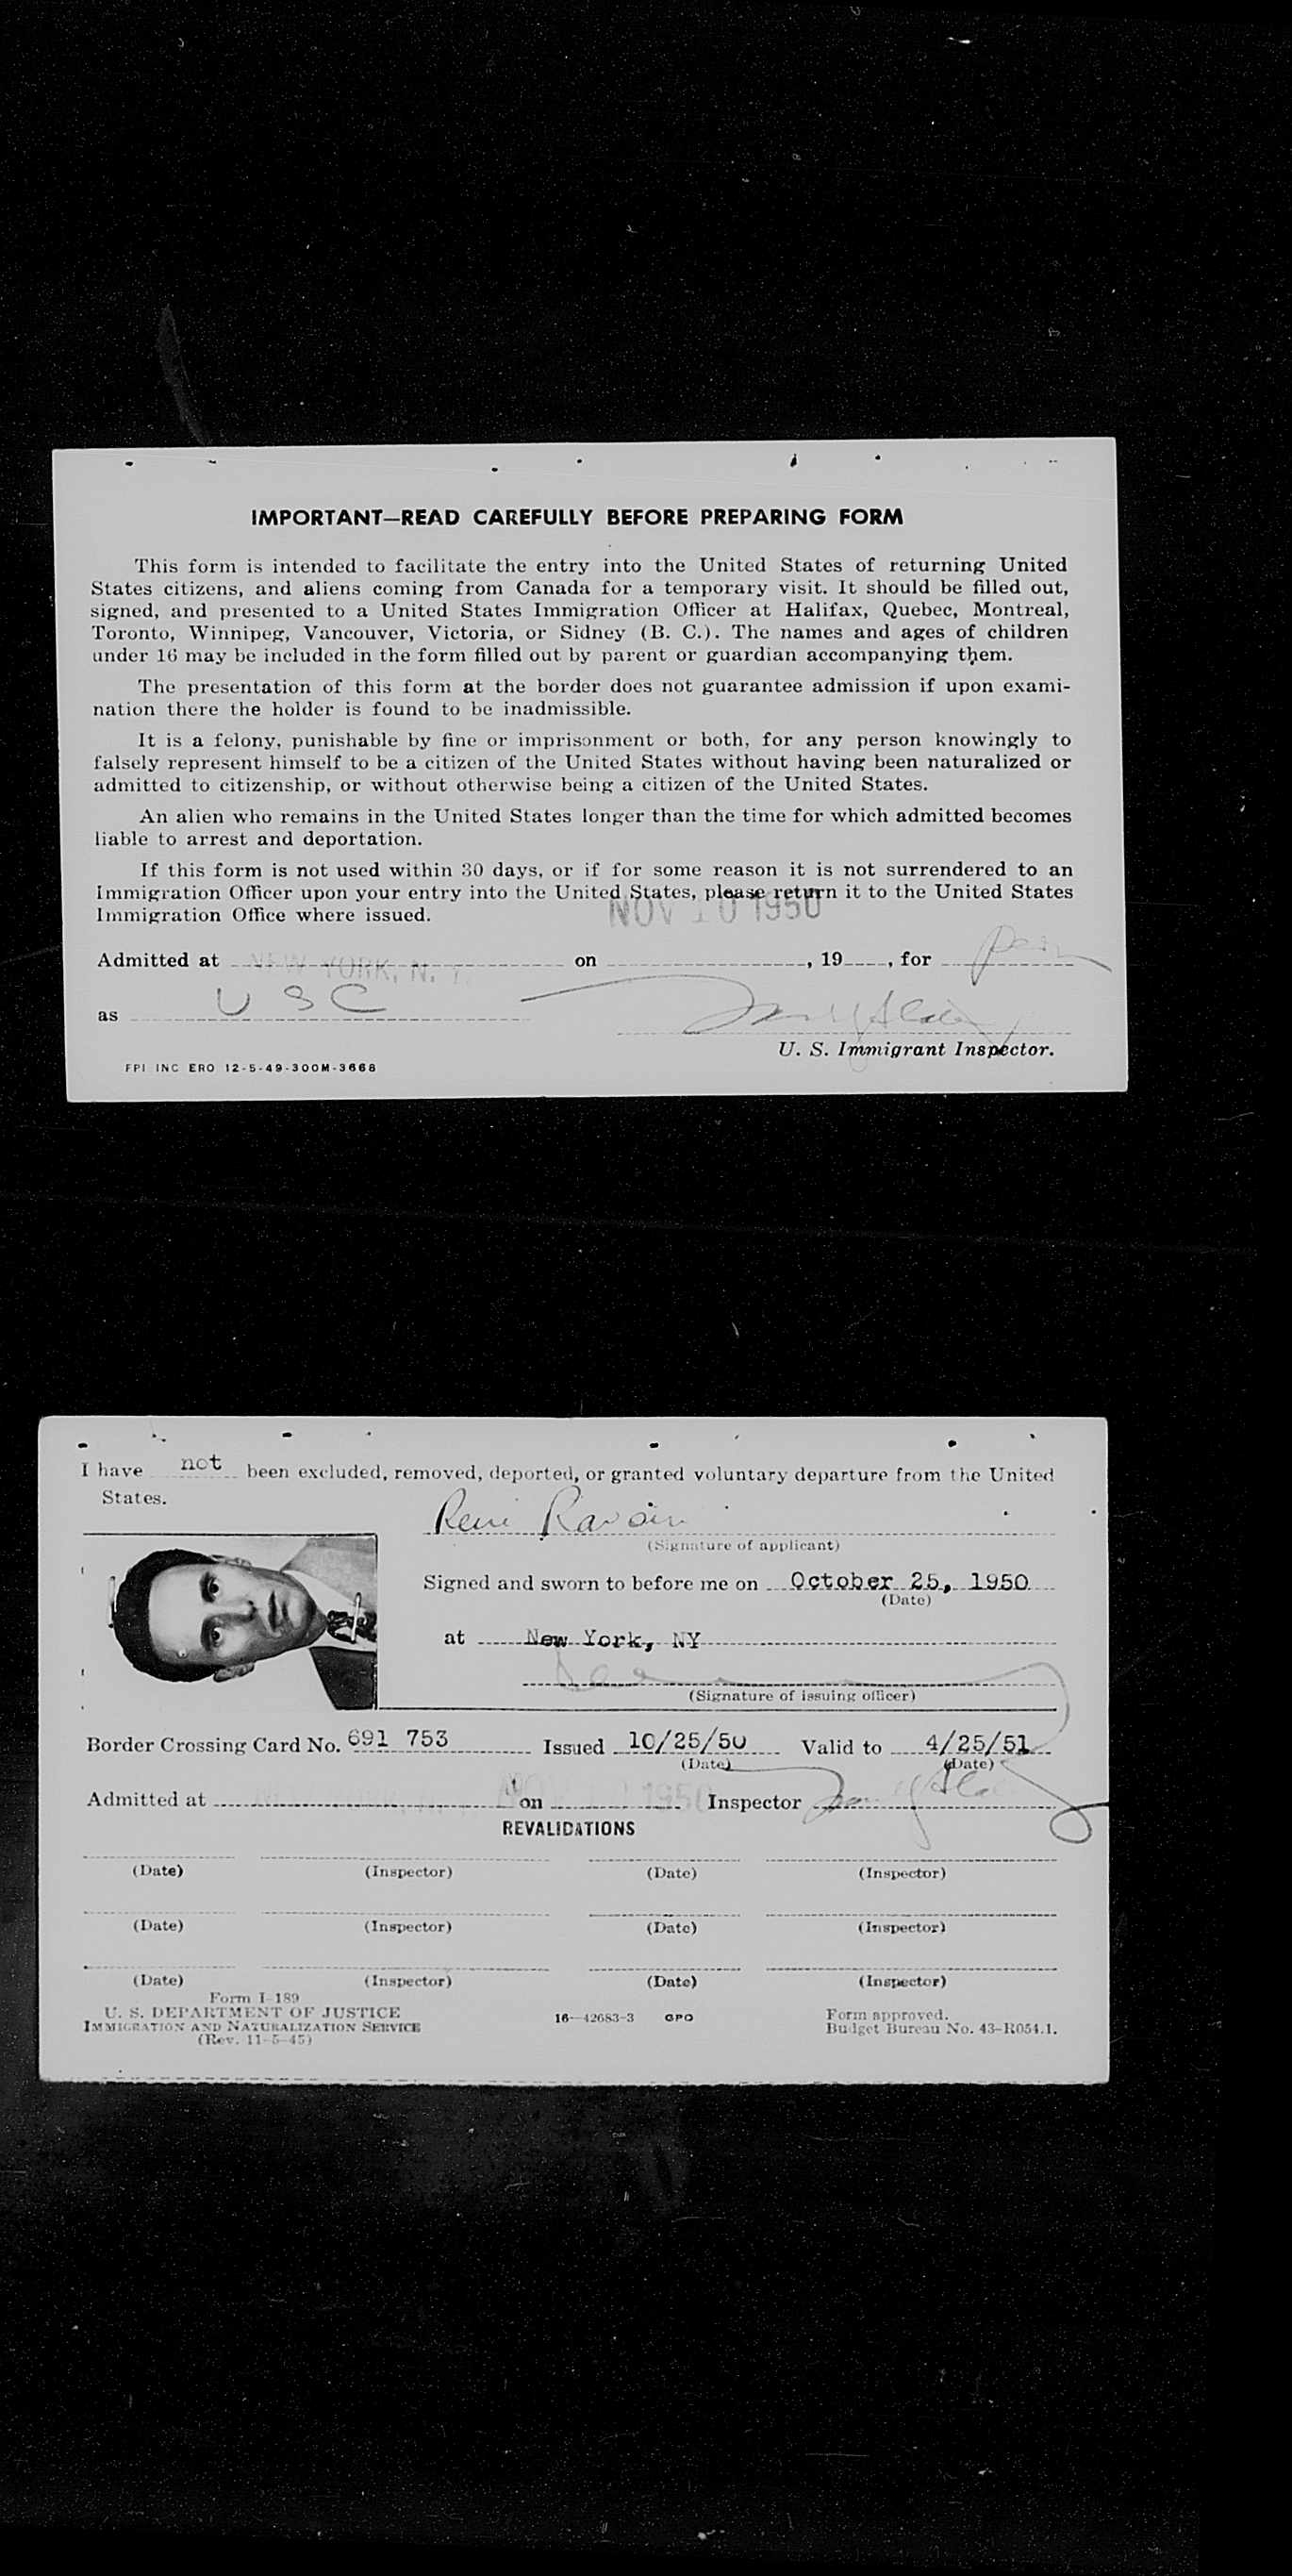 IMPORTANT—READ CAREFULLY BEFORE PREPARING FORM
This form is intended to facilitate the entry into the United States of returning United
States citizens, and aliens coming from Canada for a temporary visit. It should be filled out,
signed, and presented to a United States Immigration Officer at Halifax, Quebec, Montreal,
Toronto, Winnipeg, Vancouver, Victoria, or Sidney (B. C.). The names and ages of children
under 16 may be included in the form filled out by parent or guardian accompanying them.
The presentation of this form at the border does not guarantee admission if upon exami-
nation there the holder is found to be inadmissible.
It is a felony, punishable by fine or imprisonment or both, for any person knowingly to
falsely represent himself to be a citizen of the United States without having been naturalized or
admitted to citizenship, or without otherwise being a citizen of the United States.
An alien who remains in the United States longer than the time for which admitted becomes
liable to arrest and deportation.
If this form is not used within 30 days, or if for some reason it is not surrendered to an
Immigration Officer upon your entry into the United States, please return it to the United States
Immigration Office where issued.
NOV 10 1950
Admitted at NEW YORK, N. Y. on , 19 , for
as U S C
U. S. Immigrant Inspector.
FPI INC ERO 12-5-49-300M-3668
I have not been excluded, removed, deported, or granted voluntary departure from the United
States.
(Signature of applicant)
Signed and sworn to before me on October 25, 1950
(Date)
at New York, NY
(Signature of issuing officer)
Border Crossing Card No. 691 753 Issued 10/25/50 Valid to 4/25/51
(Date) (Date)
Admitted at on 1950 Inspector
REVALIDATIONS
(Date) (Inspector) (Date) (Inspector)
(Date) (Inspector) (Date) (Inspector)
(Date) (Inspector) (Date) (Inspector)
Form I-189
U. S. DEPARTMENT OF JUSTICE
IMMIGRATION AND NATURALIZATION SERVICE
(Rev. 11-5-45)
16—42683-3 GPO
Form approved.
Budget Bureau No. 43-R054.1.